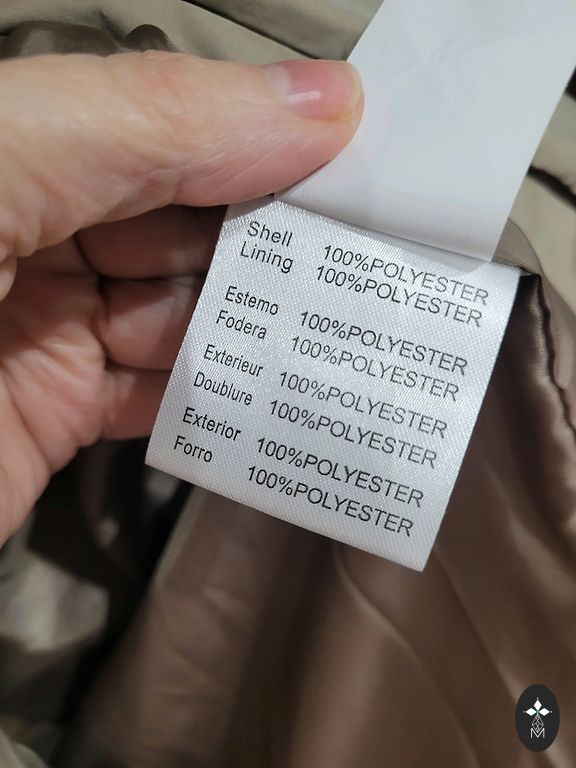 Shell 100%POLYESTER
Lining 100%POLYESTER
Estemo 100%POLYESTER
Fodera 100%POLYESTER
Exterieur 100%POLYESTER
Doublure 100%POLYESTER
Exterior 100%POLYESTER
Forro 100%POLYESTER
M